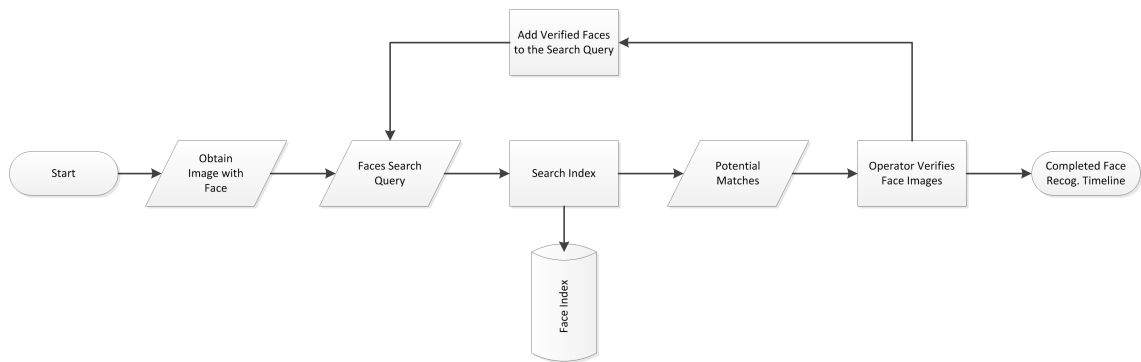 Add Verified Faces
to the Search Query
Start
Obtain
Image with
Face
Faces Search
Query
Search Index
Potential
Matches
Operator Verifies
Face Images
Completed Face
Recog. Timeline
Face Index